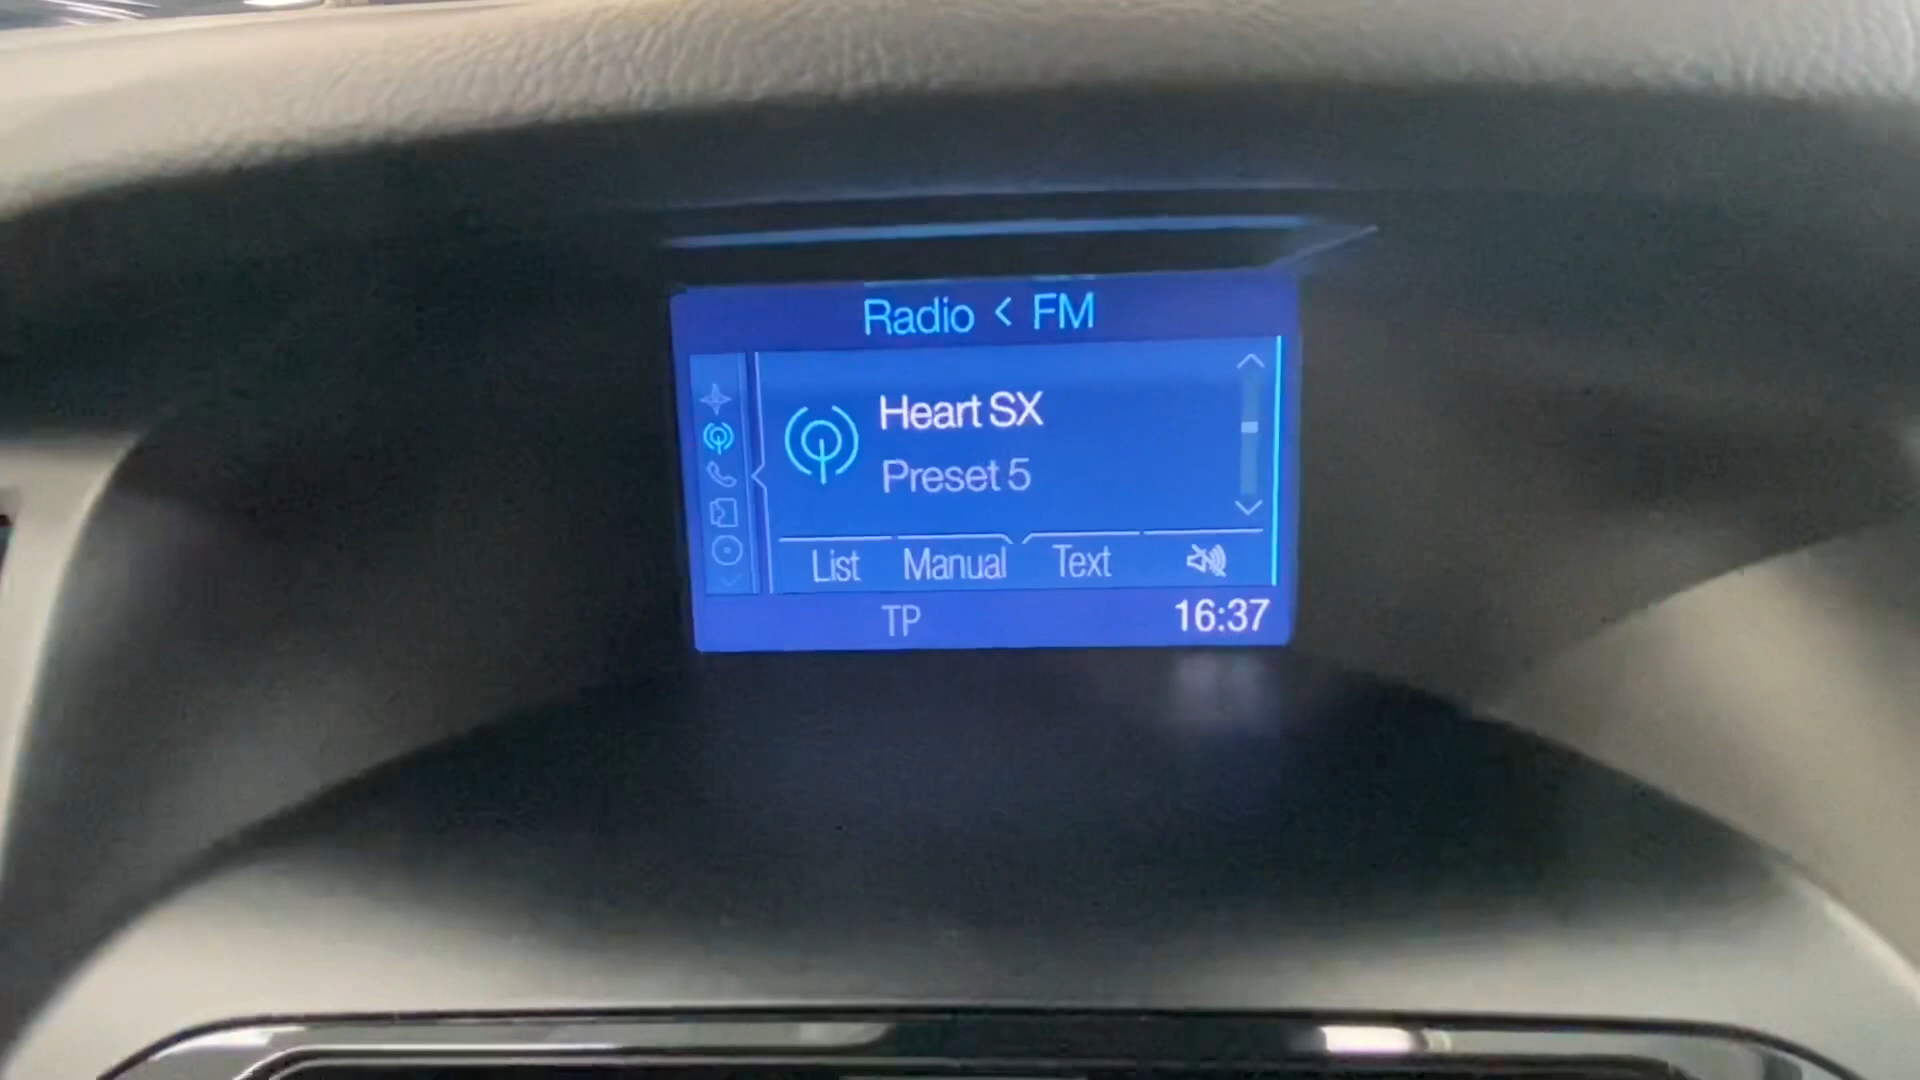 Radio < FM
Heart SX
Preset 5
List Manual Text
TP 16:37